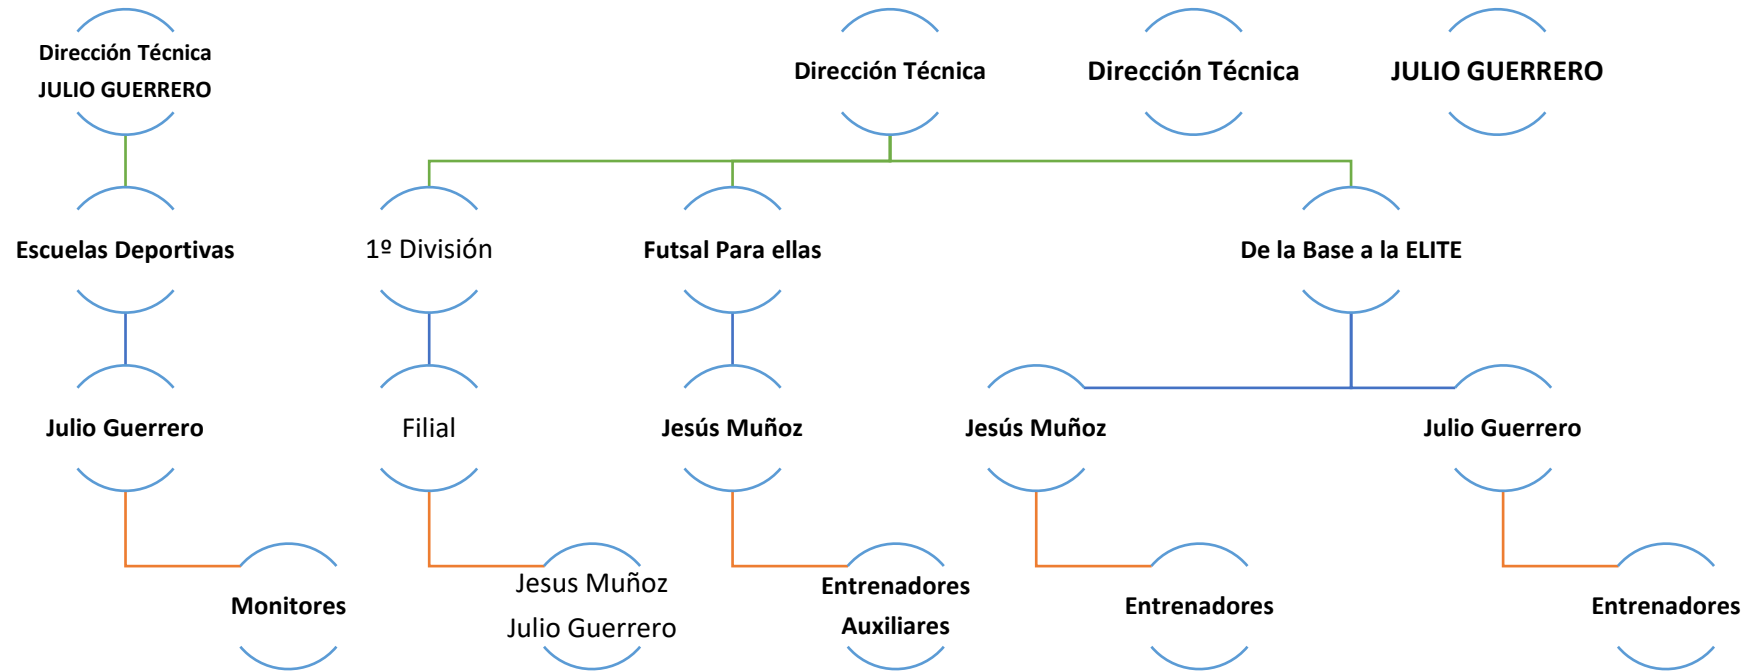 Dirección Técnica
JULIO GUERRERO
Dirección Técnica
Dirección Técnica
JULIO GUERRERO
Escuelas Deportivas
1º División
Futsal Para ellas
De la Base a la ELITE
Julio Guerrero
Filial
Jesús Muñoz
Jesús Muñoz
Julio Guerrero
Monitores
Jesus Muñoz
Julio Guerrero
Entrenadores
Auxiliares
Entrenadores
Entrenadores